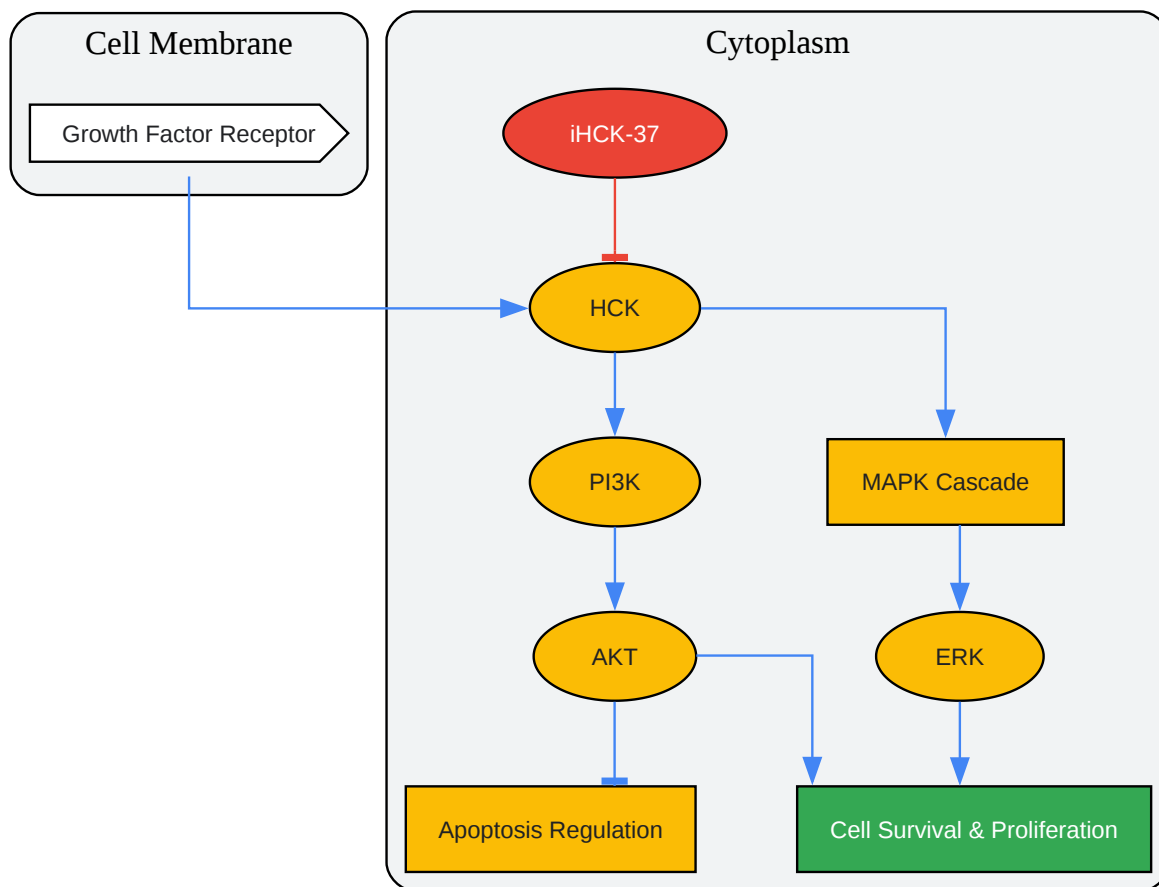 Cell Membrane
Growth Factor Receptor
Cytoplasm
iHCK-37
HCK
PI3K
MAPK Cascade
AKT
ERK
Apoptosis Regulation
Cell Survival & Proliferation